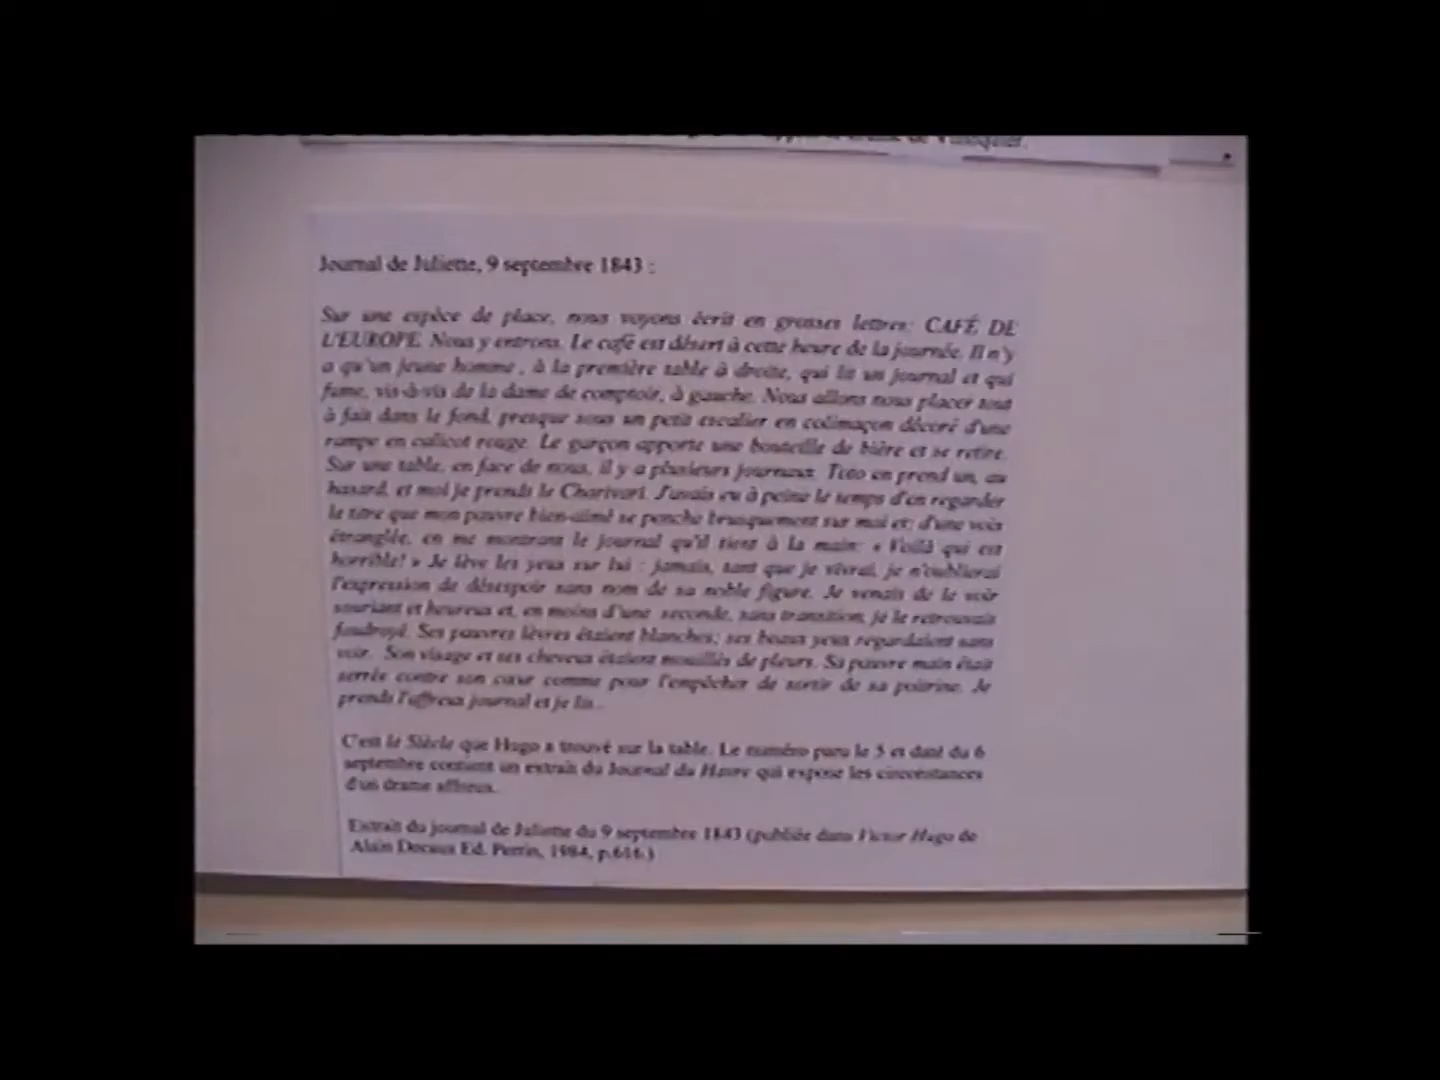 de Villequier.
Journal de Juliette, 9 septembre 1843 :
Sur une espèce de place, nous voyons écrit en grosses lettres: CAFÉ DE
L'EUROPE. Nous y entrons. Le café est désert à cette heure de la journée. Il n'y
a qu'un jeune homme , à la première table à droite, qui lit un journal et qui
fume, vis-à-vis de la dame de comptoir, à gauche. Nous allons nous placer tout
à fait dans le fond, presque sous un petit escalier en colimaçon décoré d'une
rampe en calicot rouge. Le garçon apporte une bouteille de bière et se retire.
Sur une table, en face de nous, il y a plusieurs journaux. Toto en prend un, au
hasard, et moi je prends le Charivari. J'avais eu à peine le temps d'en regarder
le titre que mon pauvre bien-aimé se penche brusquement sur moi et, d'une voix
étranglée, en me montrant le journal qu'il tient à la main: « Voilà qui est
horrible! » Je lève les yeux sur lui : jamais, tant que je vivrai, je n'oublierai
l'expression de désespoir sans nom de sa noble figure. Je venais de le voir
souriant et heureux et, en moins d'une seconde, sans transition, je le retrouvais
foudroyé. Ses pauvres lèvres étaient blanches; ses beaux yeux regardaient sans
voir. Son visage et ses cheveux étaient mouillés de pleurs. Sa pauvre main était
serrée contre son cœur comme pour l'empêcher de sortir de sa poitrine. Je
prends l'affreux journal et je lis...
C'est le Siècle que Hugo a trouvé sur la table. Le numéro paru le 5 et daté du 6
septembre contient un extrait du Journal du Havre qui expose les circonstances
d'un drame affreux.
Extrait du journal de Juliette du 9 septembre 1843 (publiée dans Victor Hugo de
Alain Decaux Ed. Perrin, 1984, p.616.)